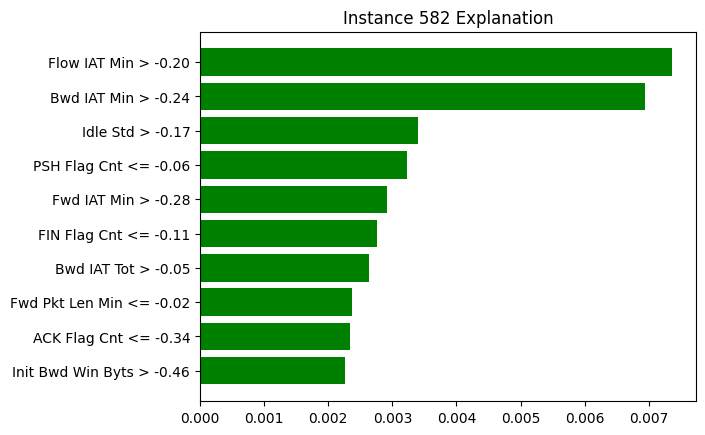 Instance 582 Explanation
Flow IAT Min > -0.20
Bwd IAT Min > -0.24
Idle Std > -0.17
PSH Flag Cnt <= -0.06
Fwd IAT Min > -0.28
FIN Flag Cnt <= -0.11
Bwd IAT Tot > -0.05
Fwd Pkt Len Min <= -0.02
ACK Flag Cnt <= -0.34
Init Bwd Win Byts > -0.46
0.000 0.001 0.002 0.003 0.004 0.005 0.006 0.007